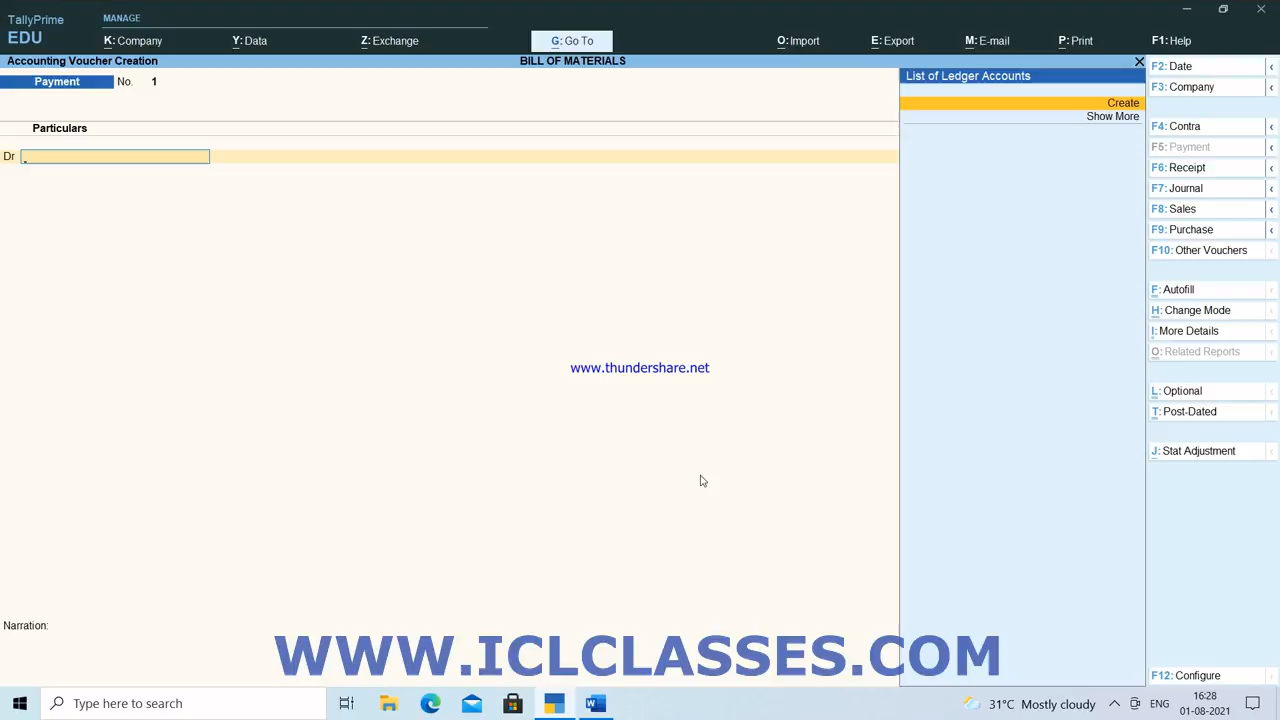 TallyPrime
EDU
MANAGE
K: Company
Y: Data
Z: Exchange
G: Go To
O: Import
E: Export
M: E-mail
P: Print
F1: Help
Accounting Voucher Creation
BILL OF MATERIALS
Payment No. 1
Particulars
Dr
List of Ledger Accounts
Create
Show More
F2: Date
F3: Company
F4: Contra
F5: Payment
F6: Receipt
F7: Journal
F8: Sales
F9: Purchase
F10: Other Vouchers
F: Autofill
H: Change Mode
I: More Details
O: Related Reports
L: Optional
T: Post-Dated
J: Stat Adjustment
F12: Configure
www.thundershare.net
Narration:
WWW.ICLCLASSES.COM
Type here to search
31°C Mostly cloudy
ENG
16:28
01-08-2021